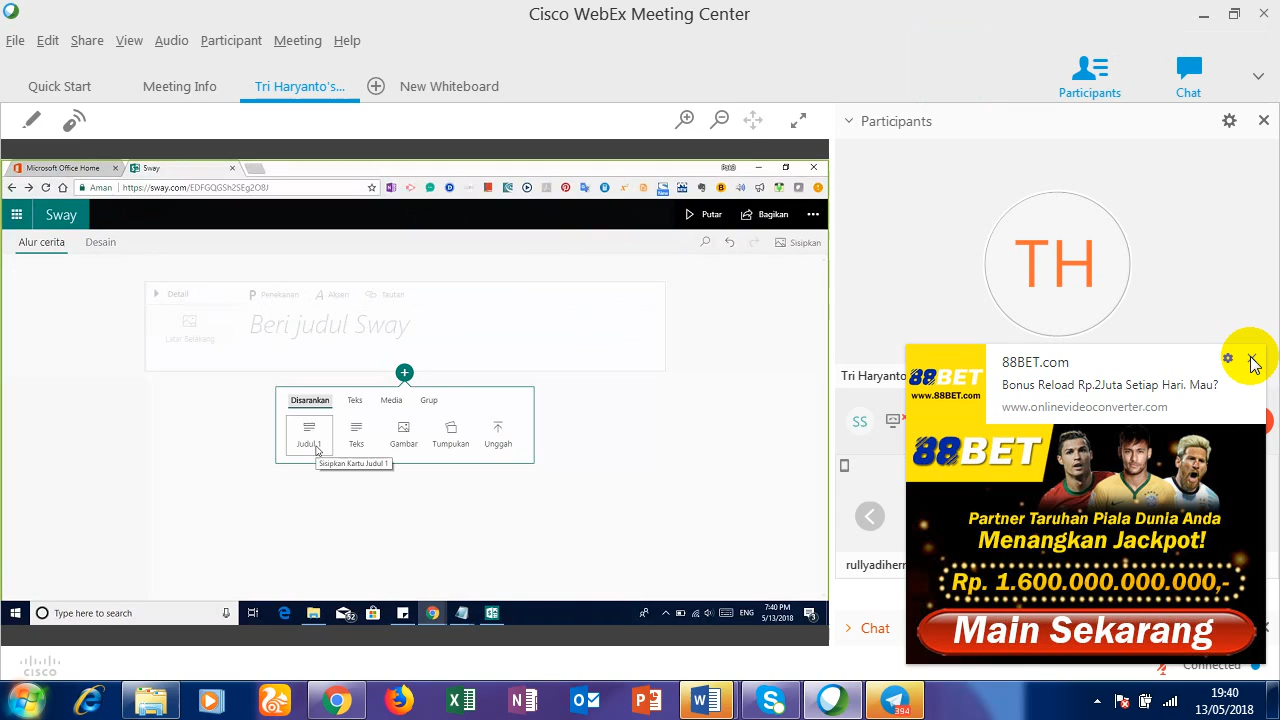 Cisco WebEx Meeting Center
File Edit Share View Audio Participant Meeting Help
Quick Start
Meeting Info
Tri Haryanto's...
New Whiteboard
Participants
Chat
Participants
Microsoft Office Home
Sway
Aman
https://sway.com/EDFGQGSh2SEg2O8J
Sway
Putar
Bagikan
Alur cerita
Desain
Sisipkan
Detail
Penekanan
Aksen
Tautan
Latar Belakang
Beri judul Sway
Disarankan Teks Media Grup
Judul 1
Teks
Gambar
Tumpukan
Unggah
Sisipkan Kartu Judul 1
Type here to search
52
ENG
7:40 PM
5/13/2018
3
TH
Tri Haryanto
SS
rullyadiherr
Chat
88BET
www.88BET.com
88BET.com
Bonus Reload Rp.2Juta Setiap Hari. Mau?
www.onlinevideoconverter.com
88BET
Partner Taruhan Piala Dunia Anda
Menangkan Jackpot!
Rp. 1.600.000.000.000,-
Main Sekarang
Connected
cisco
394
19:40
13/05/2018